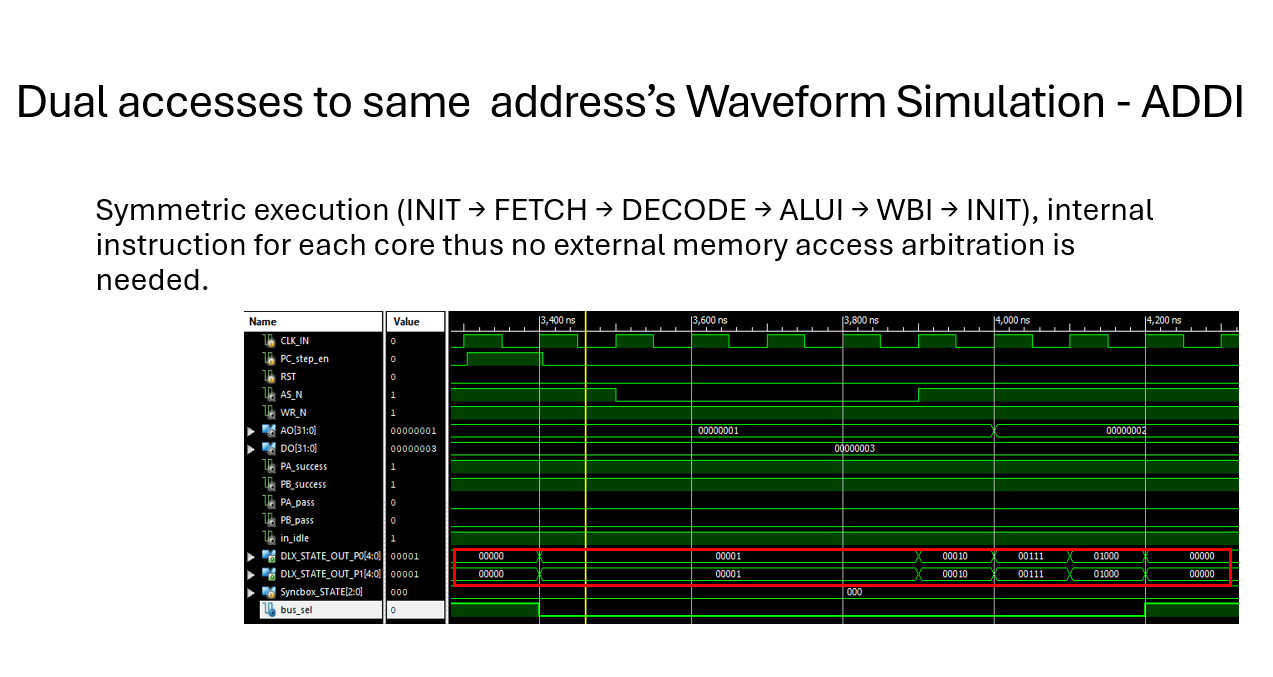 Dual accesses to same  address’s Waveform Simulation - ADDI
Symmetric execution (INIT → FETCH → DECODE → ALUI → WBI → INIT), internal
instruction for each core thus no external memory access arbitration is
needed.
Name Value 3,400 ns 3,600 ns 3,800 ns 4,000 ns 4,200 ns
CLK_IN 0
PC_step_en 0
RST 0
AS_N 1
WR_N 1
AO[31:0] 00000001 00000001 00000002
DO[31:0] 00000003 00000003
PA_success 1
PB_success 1
PA_pass 0
PB_pass 0
in_idle 1
DLX_STATE_OUT_P0[4:0] 00001 00000 00001 00010 00111 01000 00000
DLX_STATE_OUT_P1[4:0] 00001 00000 00001 00010 00111 01000 00000
Syncbox_STATE[2:0] 000 000
bus_sel 0